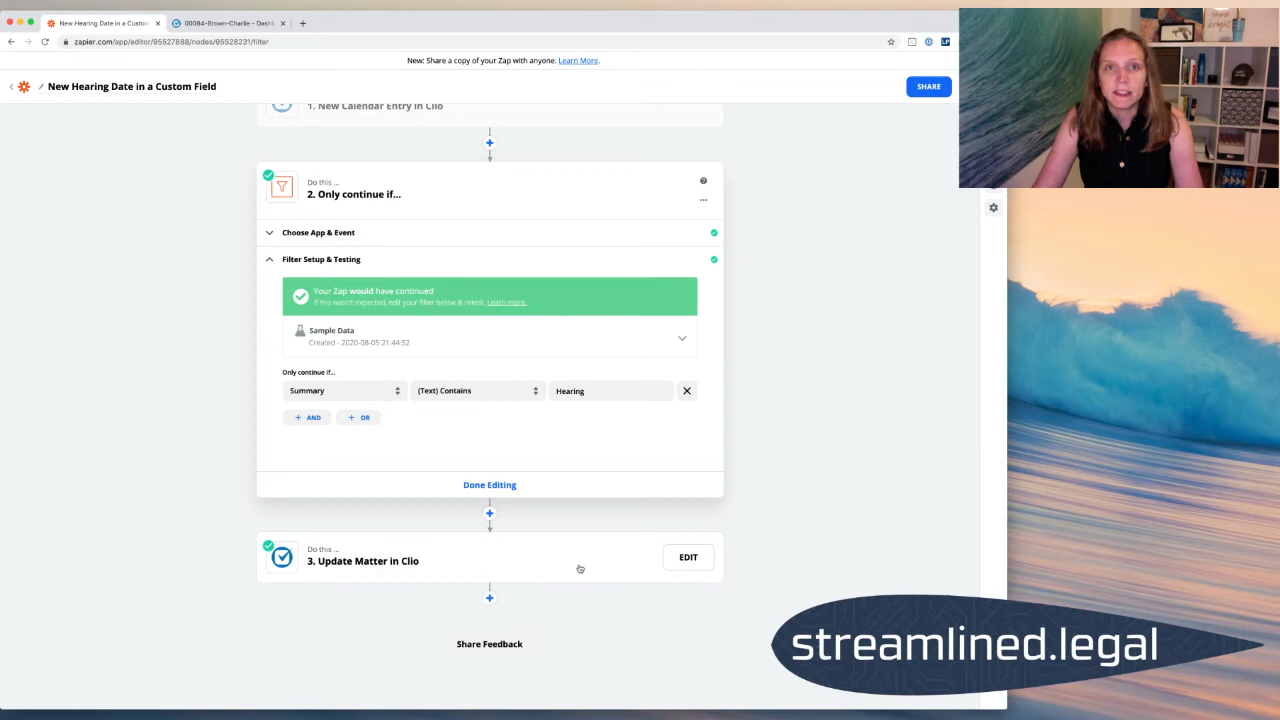 New Hearing Date in a Custom
00084-Brown-Charlie - Dashb
zapier.com/app/editor/95527888/nodes/95528231/filter
LP
New: Share a copy of your Zap with anyone. Learn More.
New Hearing Date in a Custom Field
SHARE
1. New Calendar Entry in Clio
Do this ...
2. Only continue if...
Choose App & Event
Filter Setup & Testing
Your Zap would have continued
If this wasn't expected, edit your filter below & retest. Learn more.
Sample Data
Created - 2020-08-05 21:44:52
Only continue if...
Summary
(Text) Contains
Hearing
+ AND
+ OR
Done Editing
Do this ...
3. Update Matter in Clio
EDIT
Share Feedback
streamlined.legal